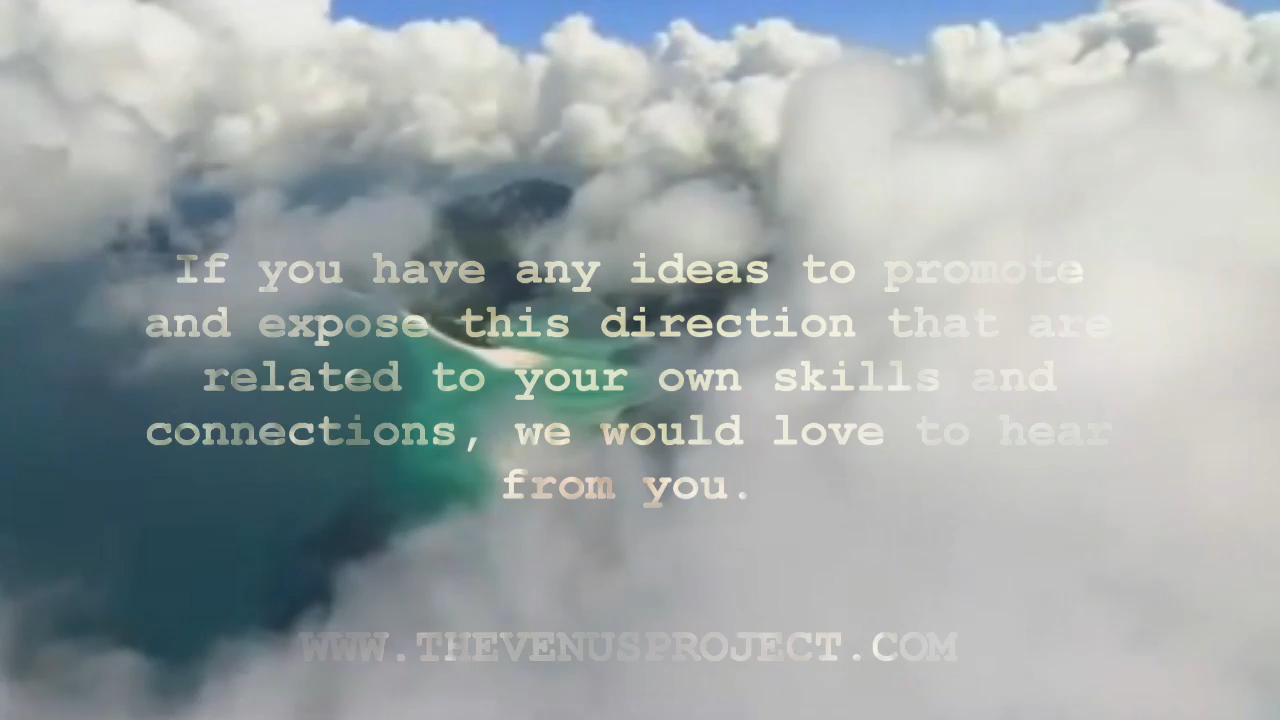 If you have any ideas to promote
and expose this direction that are
related to your own skills and
connections, we would love to hear
from you.
WWW.THEVENUSPROJECT.COM